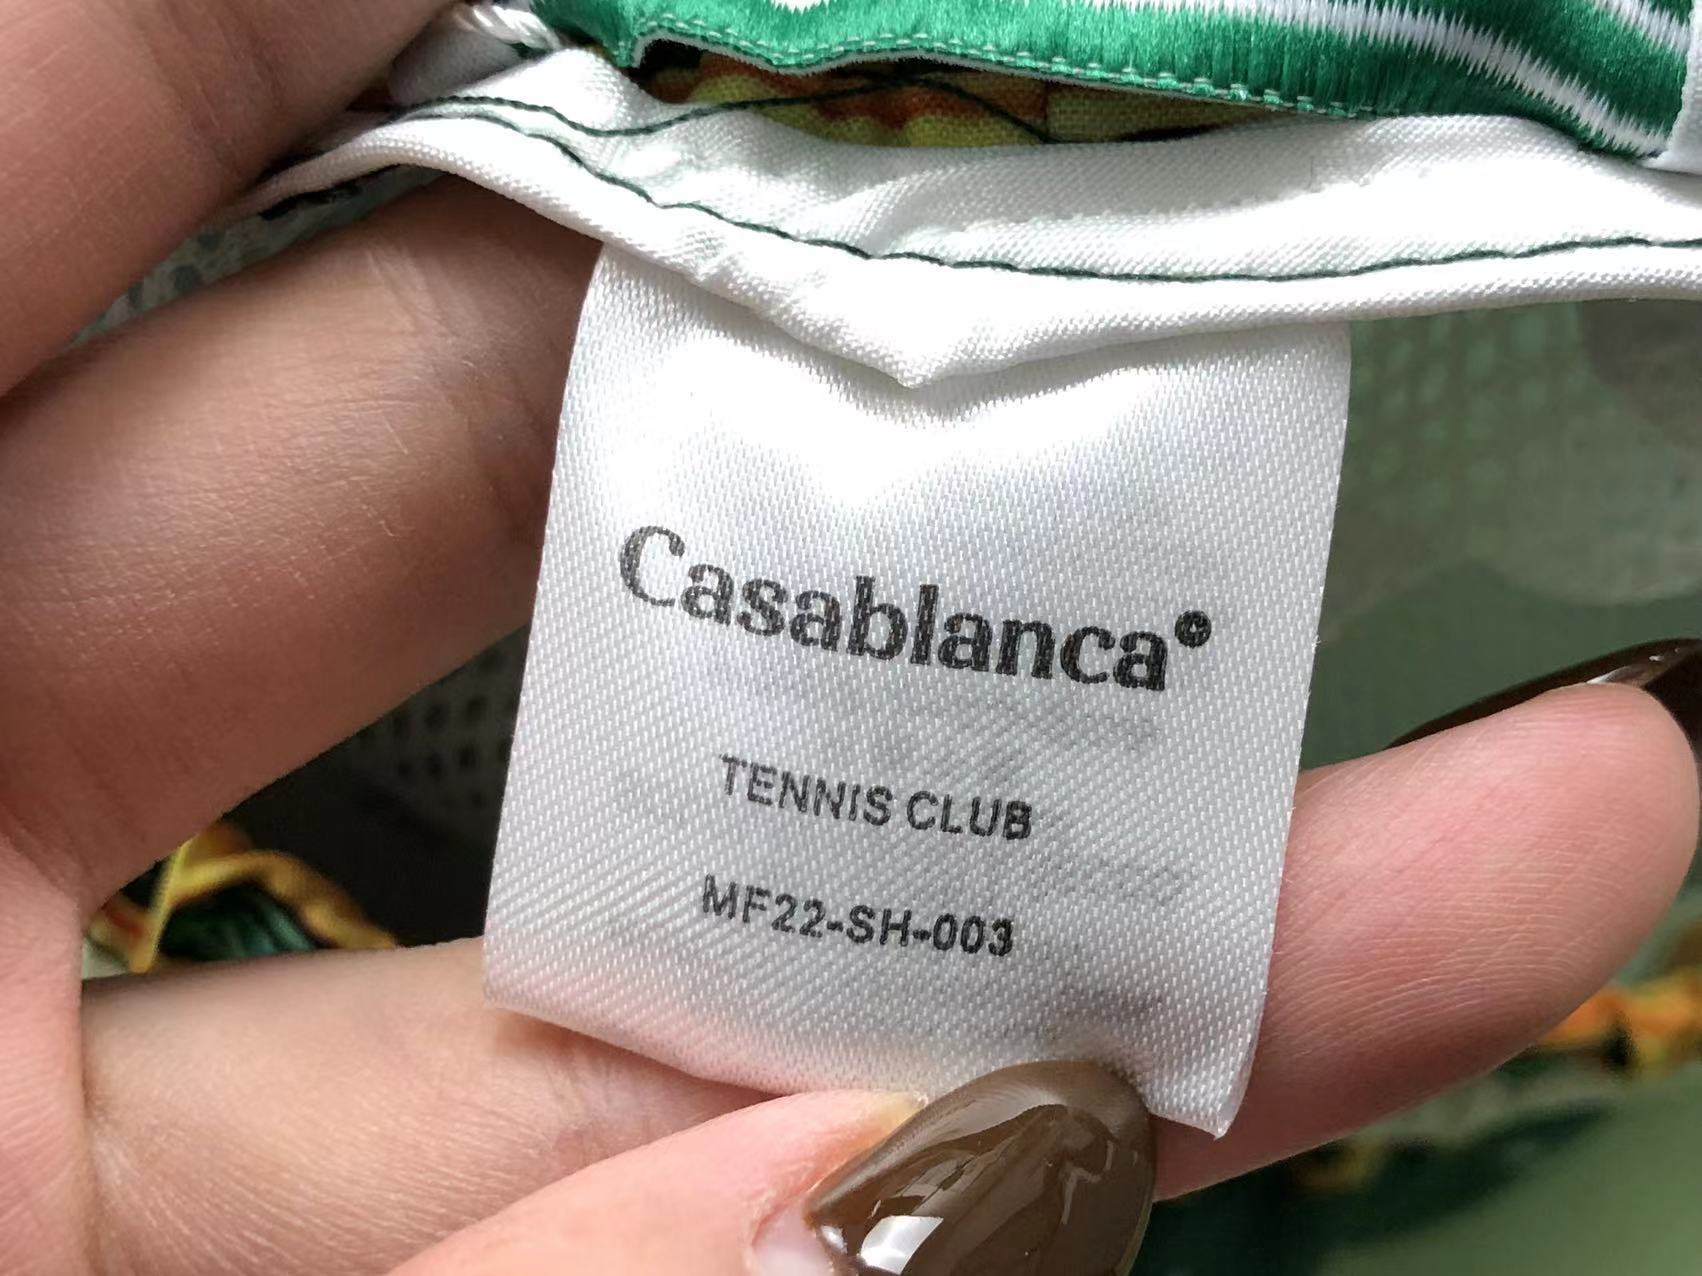 Casablanca©
TENNIS CLUB
MF22-SH-003